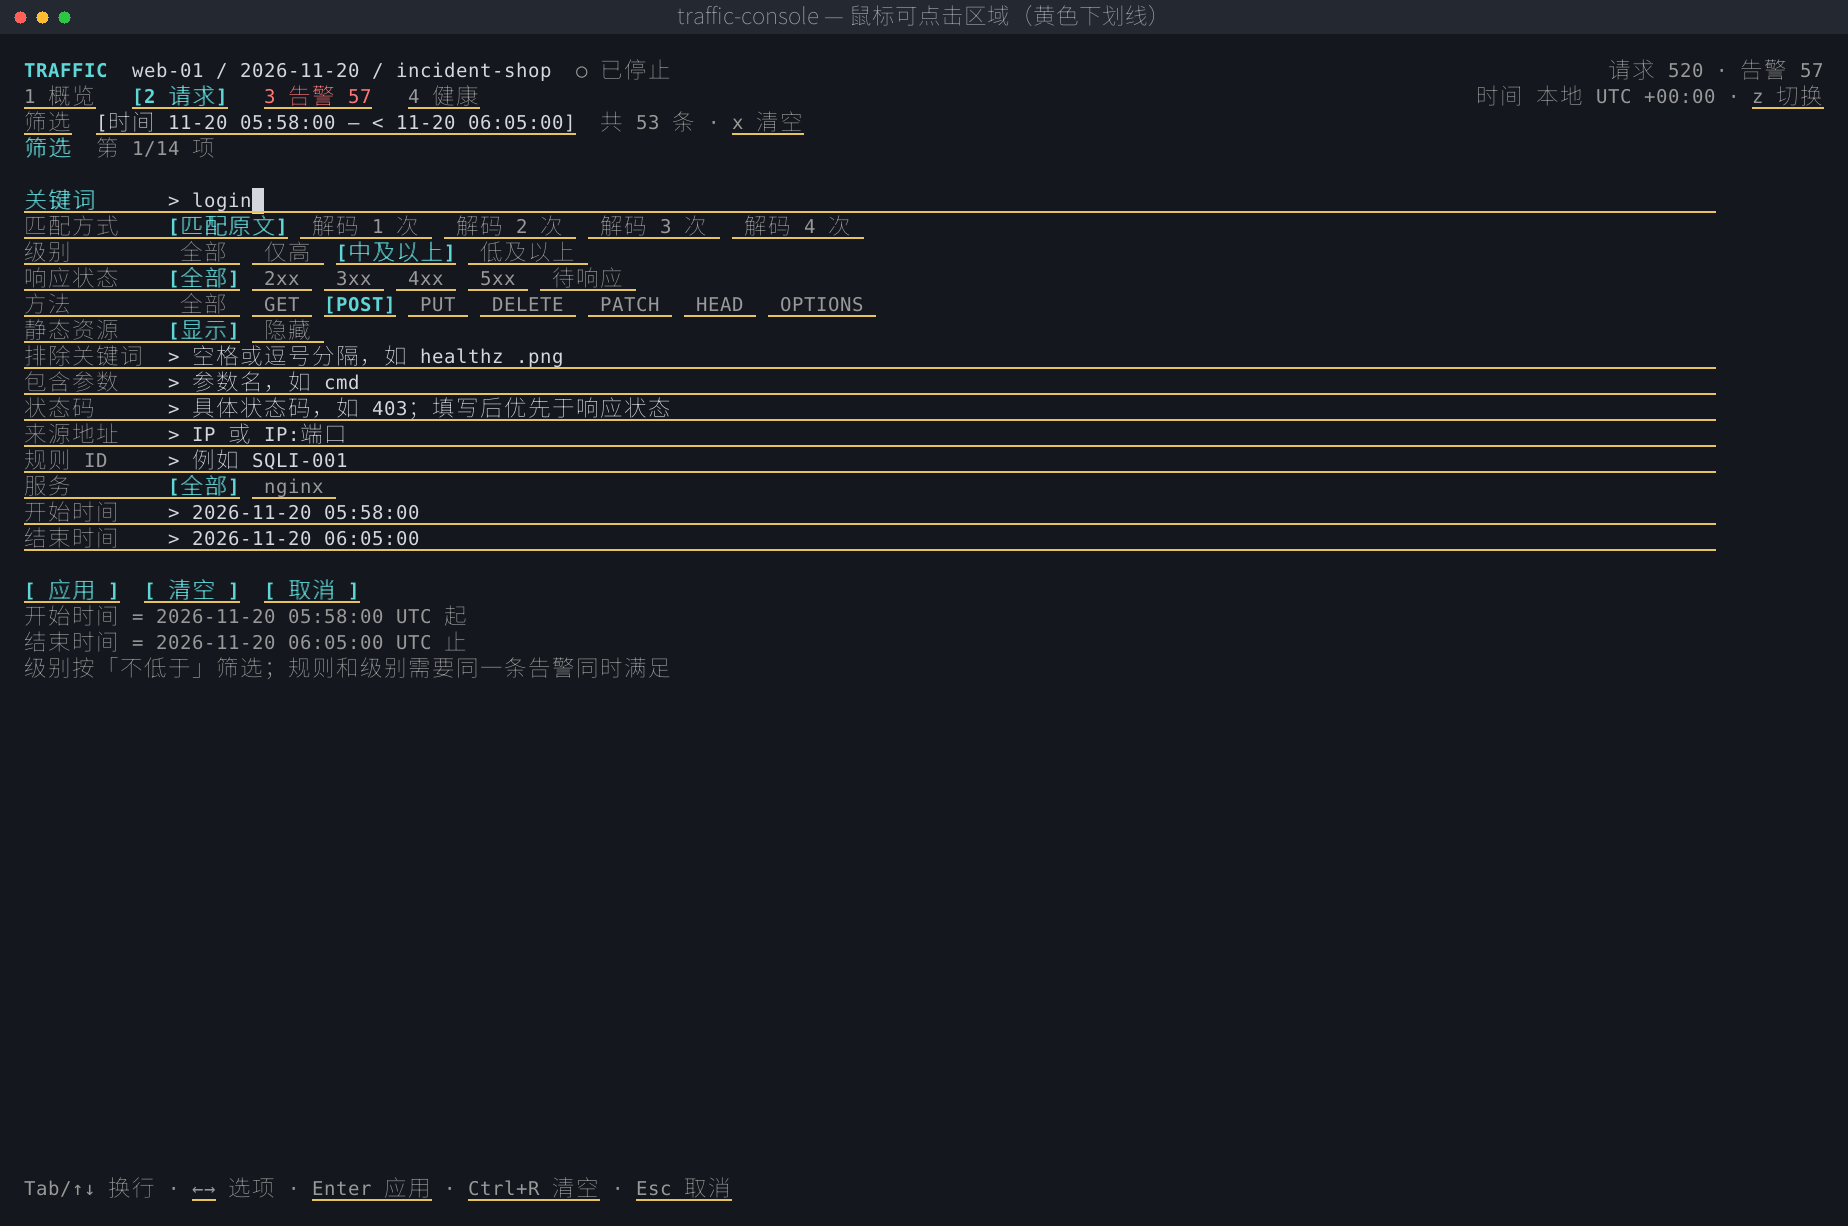 traffic-console — 鼠标可点击区域（黄色下划线）
TRAFFIC web-01 / 2026-11-20 / incident-shop ○ 已停止 请求 520 · 告警 57
1 概览 [2 请求] 3 告警 57 4 健康 时间 本地 UTC +00:00 · z 切换
筛选 [时间 11-20 05:58:00 — < 11-20 06:05:00] 共 53 条 · x 清空
筛选 第 1/14 项
关键词 > login
匹配方式 [匹配原文] 解码 1 次 解码 2 次 解码 3 次 解码 4 次
级别 全部 仅高 [中及以上] 低及以上
响应状态 [全部] 2xx 3xx 4xx 5xx 待响应
方法 全部 GET [POST] PUT DELETE PATCH HEAD OPTIONS
静态资源 [显示] 隐藏
排除关键词 > 空格或逗号分隔，如 healthz .png
包含参数 > 参数名，如 cmd
状态码 > 具体状态码，如 403；填写后优先于响应状态
来源地址 > IP 或 IP:端口
规则 ID > 例如 SQLI-001
服务 [全部] nginx
开始时间 > 2026-11-20 05:58:00
结束时间 > 2026-11-20 06:05:00
[ 应用 ] [ 清空 ] [ 取消 ]
开始时间 = 2026-11-20 05:58:00 UTC 起
结束时间 = 2026-11-20 06:05:00 UTC 止
级别按「不低于」筛选；规则和级别需要同一条告警同时满足
Tab/↑↓ 换行 · ←→ 选项 · Enter 应用 · Ctrl+R 清空 · Esc 取消